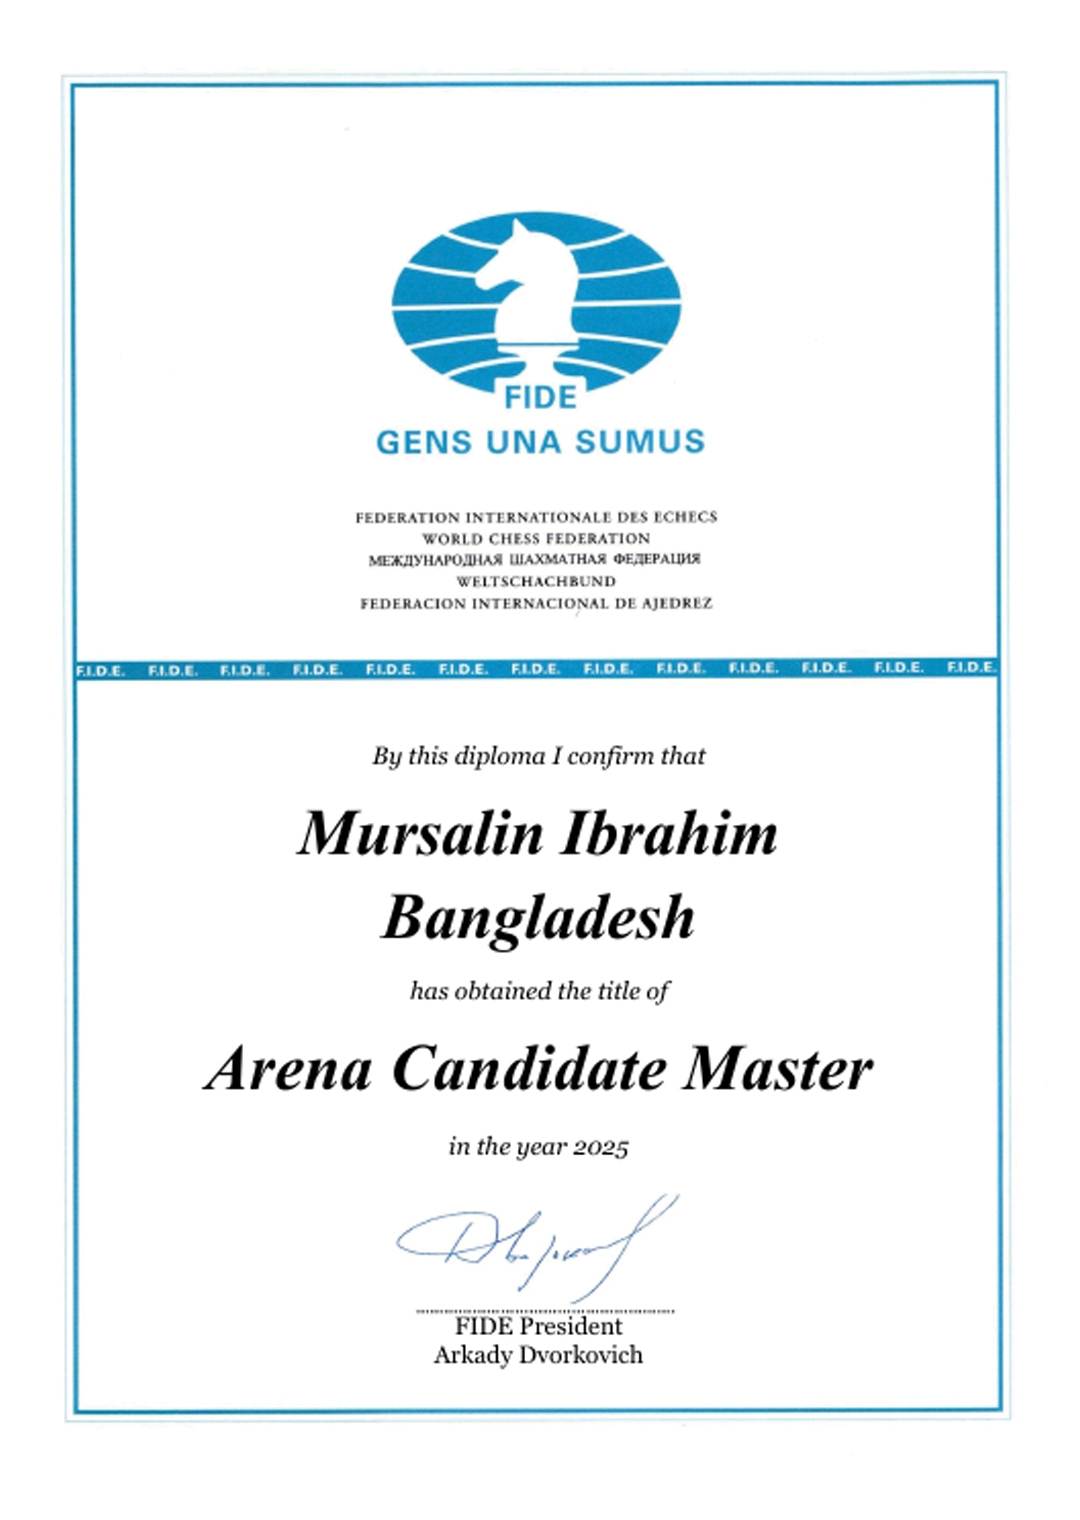 FIDE
GENS UNA SUMUS
FEDERATION INTERNATIONALE DES ECHECS
WORLD CHESS FEDERATION
МЕЖДУНАРОДНАЯ ШАХМАТНАЯ ФЕДЕРАЦИЯ
WELTSCHACHBUND
FEDERACION INTERNACIONAL DE AJEDREZ
F.I.D.E. F.I.D.E. F.I.D.E. F.I.D.E. F.I.D.E. F.I.D.E. F.I.D.E. F.I.D.E. F.I.D.E. F.I.D.E. F.I.D.E. F.I.D.E. F.I.D.E.
By this diploma I confirm that
Mursalin Ibrahim
Bangladesh
has obtained the title of
Arena Candidate Master
in the year 2025
FIDE President
Arkady Dvorkovich